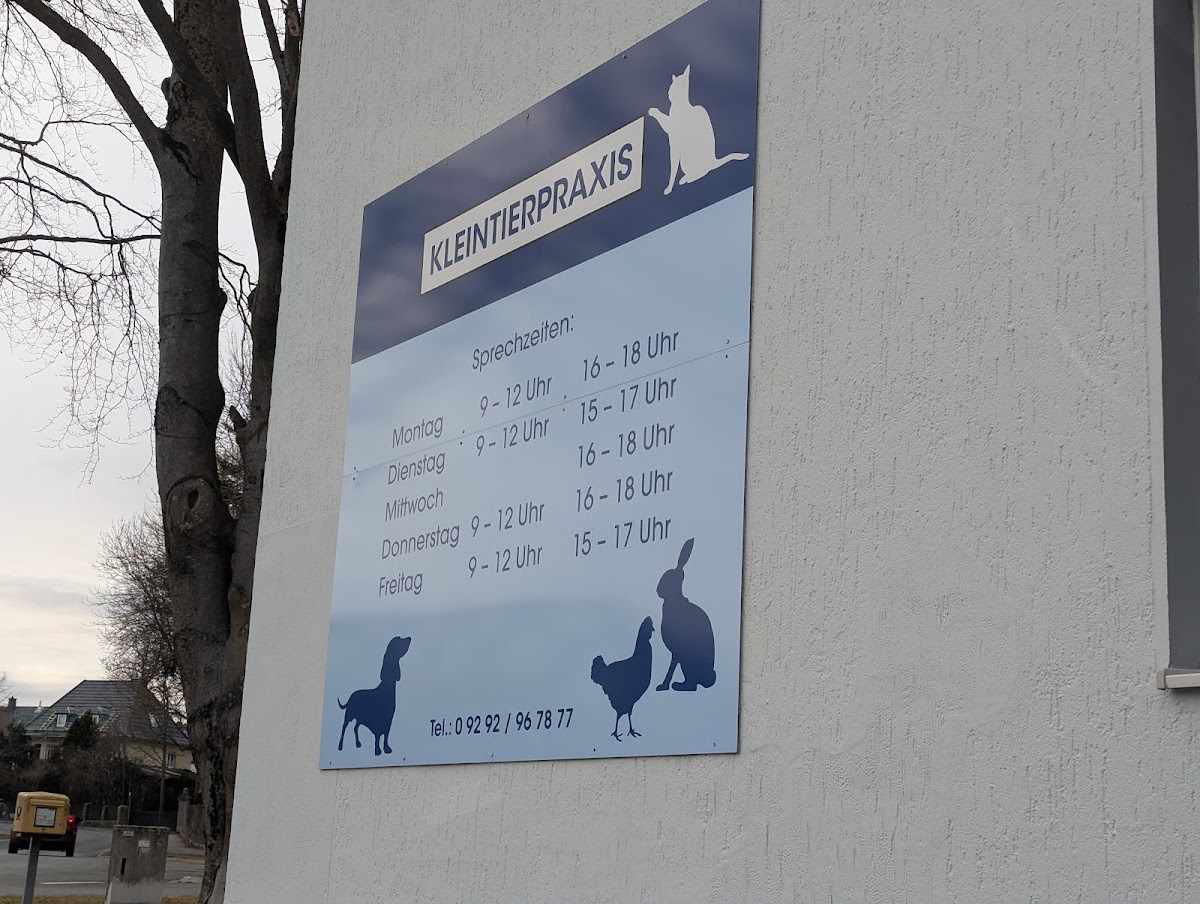 KLEINTIERPRAXIS
Sprechzeiten:
Montag 9 – 12 Uhr 16 – 18 Uhr
Dienstag 9 – 12 Uhr 15 – 17 Uhr
Mittwoch 16 – 18 Uhr
Donnerstag 9 – 12 Uhr 16 – 18 Uhr
Freitag 9 – 12 Uhr 15 – 17 Uhr
Tel.: 0 92 92 / 96 78 77